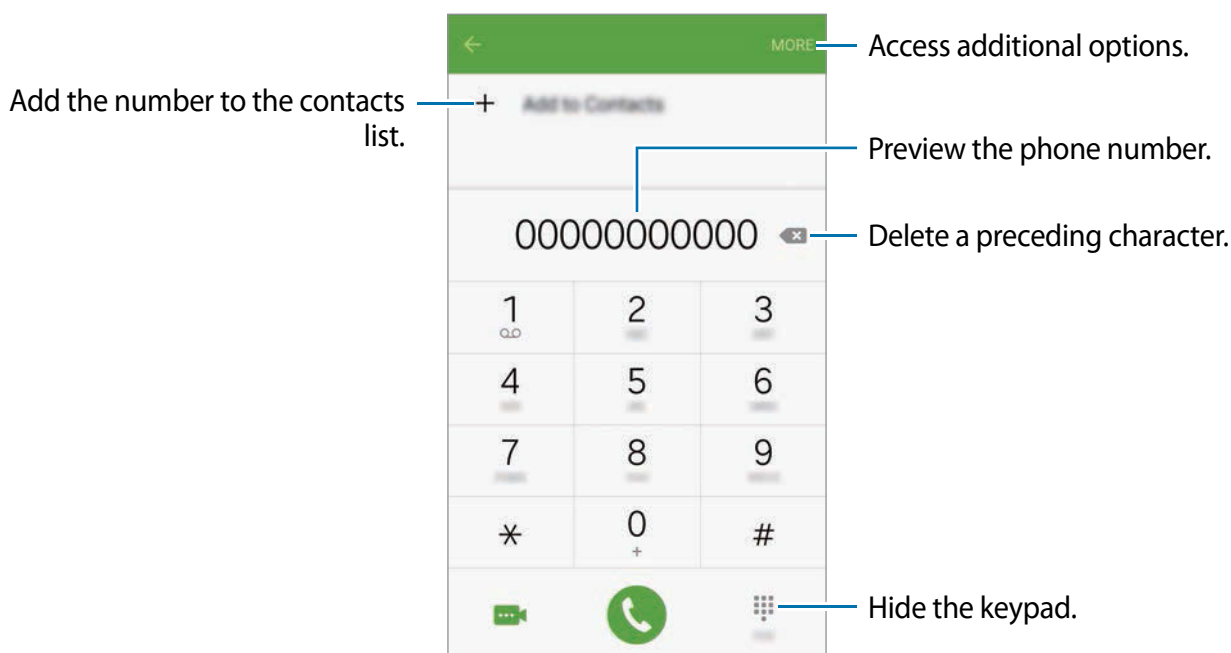 MORE
Access additional options.
Add the number to the contacts
list.
Add to Contacts
Preview the phone number.
00000000000
Delete a preceding character.
1 2 3
4 5 6
7 8 9
* 0 #
+
Hide the keypad.